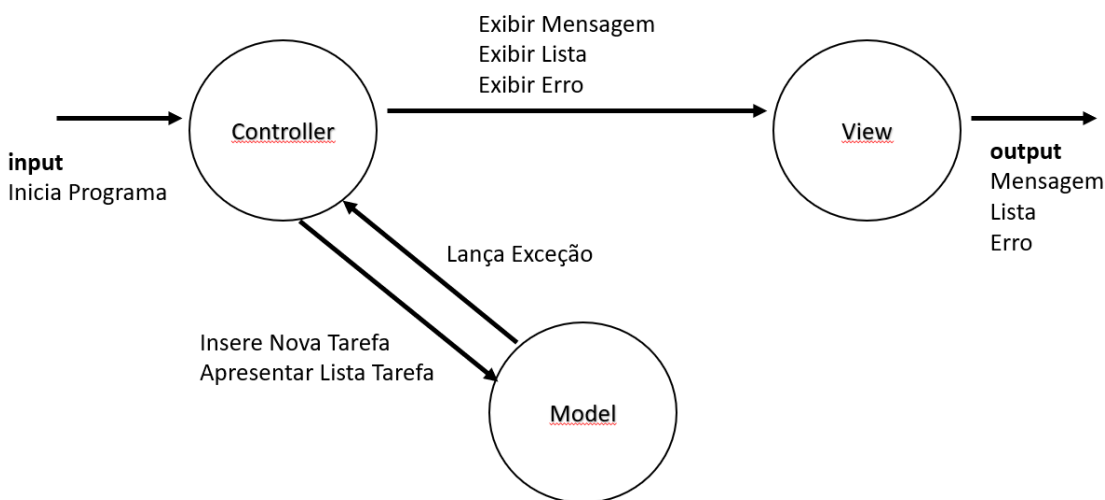 Exibir Mensagem
Exibir Lista
Exibir Erro
Controller
View
input
Inicia Programa
output
Mensagem
Lista
Erro
Lança Exceção
Insere Nova Tarefa
Apresentar Lista Tarefa
Model